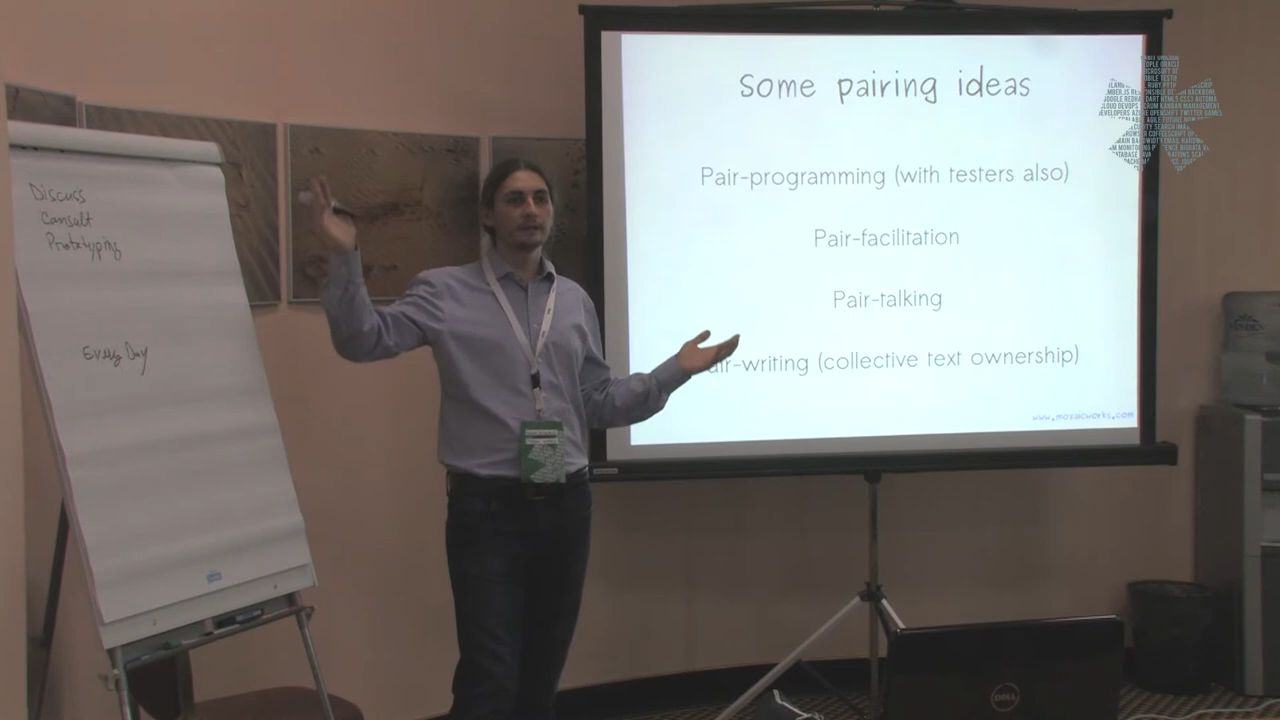 Discuss
Consult
Prototyping
Every Day
some pairing ideas
Pair-programming (with testers also)
Pair-facilitation
Pair-talking
air-writing (collective text ownership)
www.mosaicworks.com
DELL